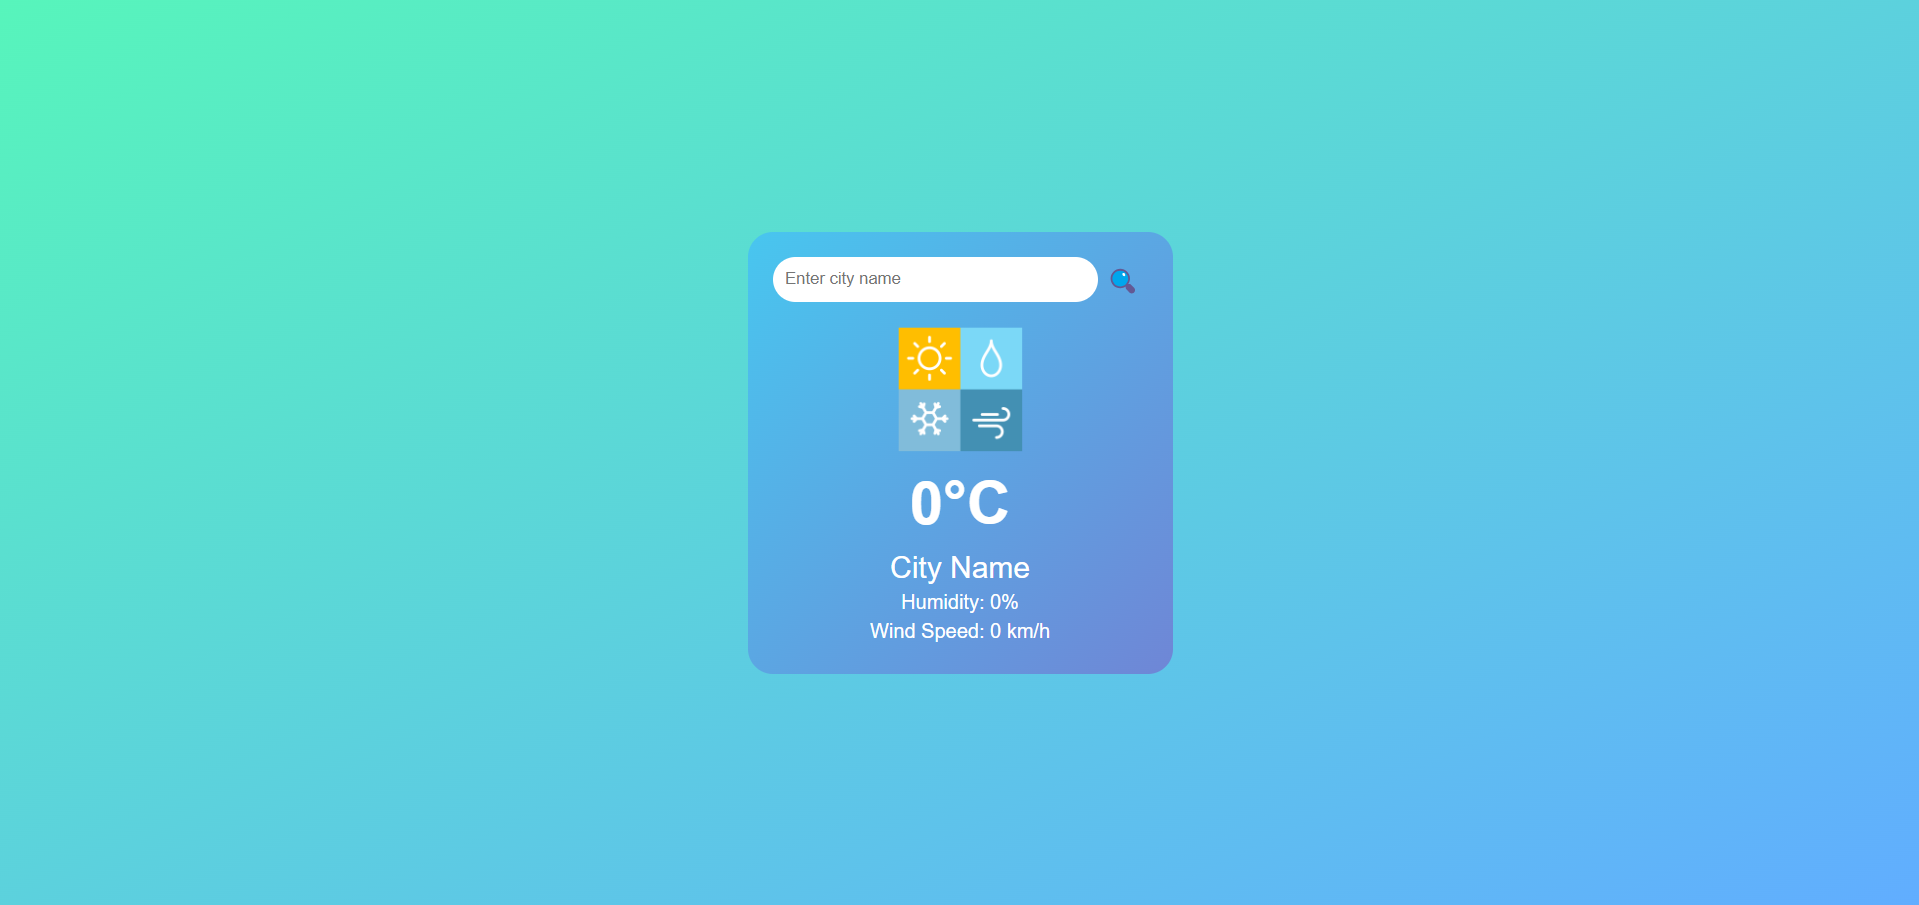 Enter city name
0°C
City Name
Humidity: 0%
Wind Speed: 0 km/h